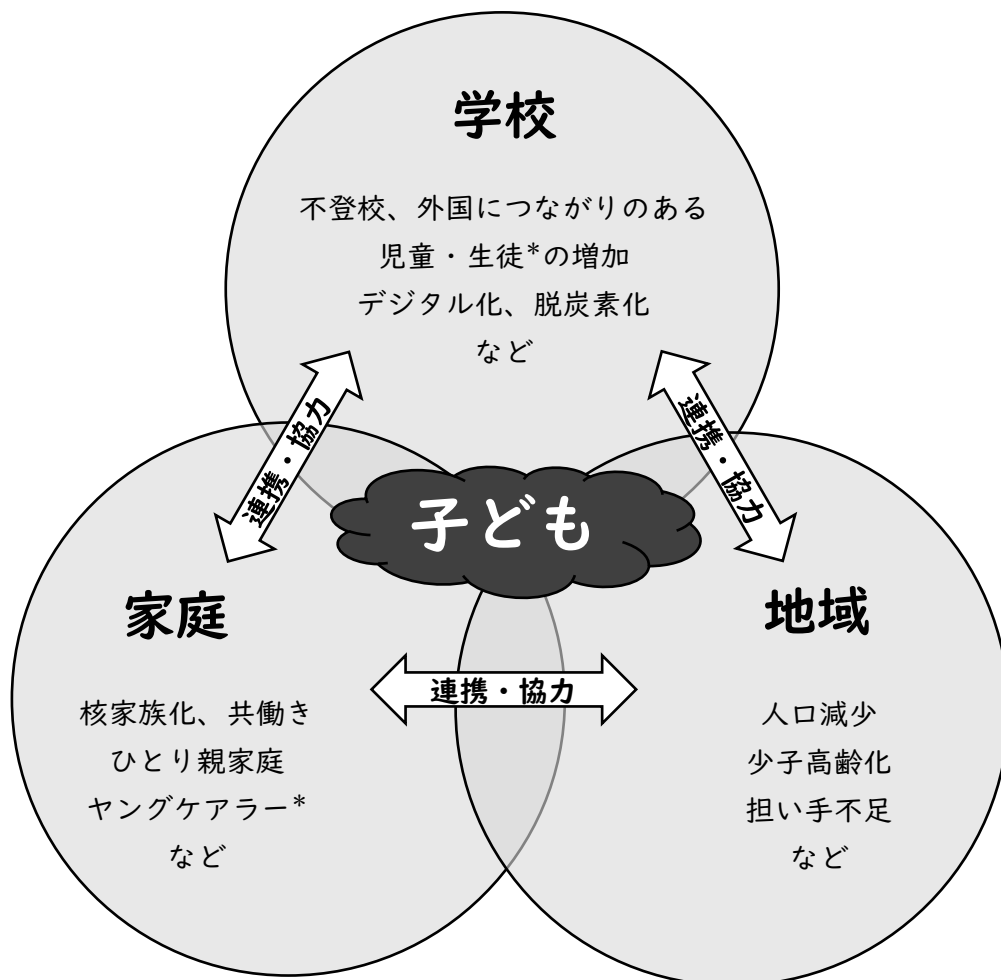 学校
不登校、外国につながりのある
児童・生徒*の増加
デジタル化、脱炭素化
など
連携・協力
連携・協力
子ども
家庭
核家族化、共働き
ひとり親家庭
ヤングケアラー*
など
連携・協力
地域
人口減少
少子高齢化
担い手不足
など